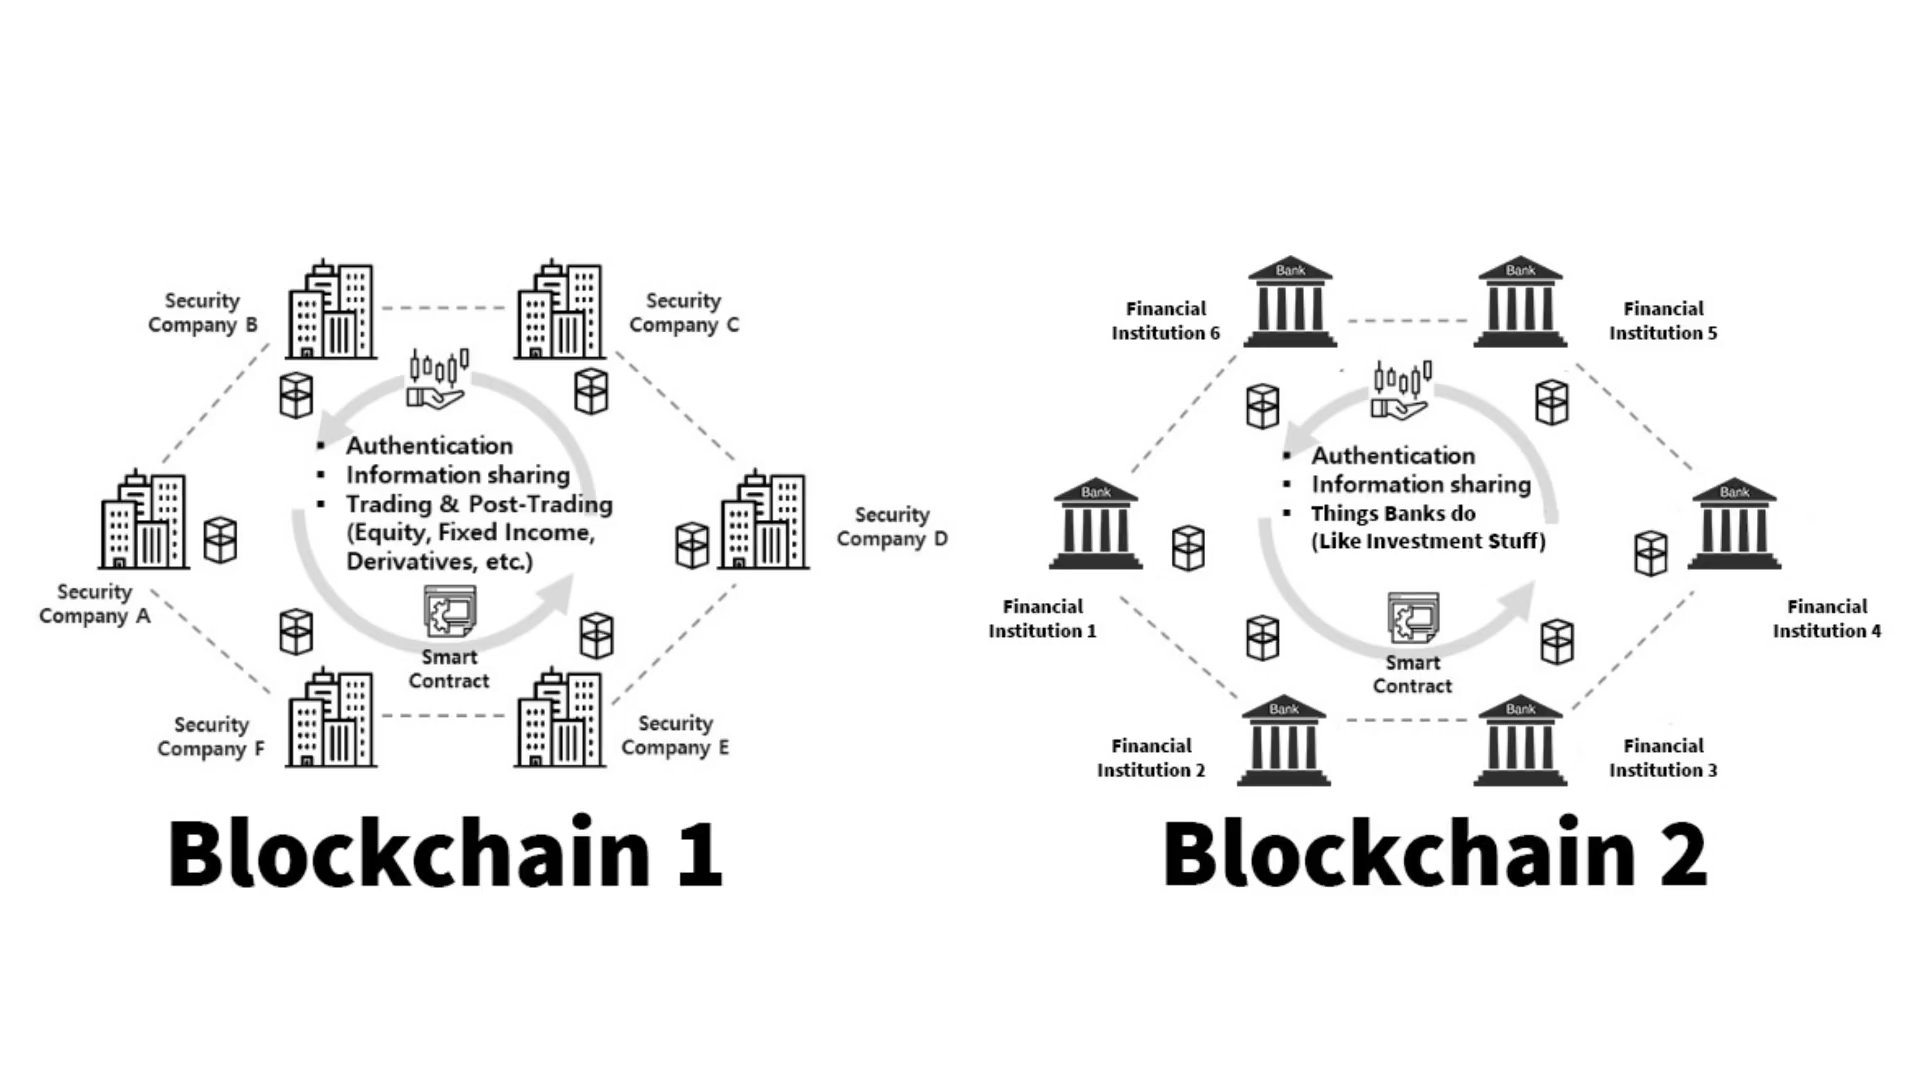 Security
Company B
Security
Company C
Security
Company A
Security
Company D
▪ Authentication
▪ Information sharing
▪ Trading & Post-Trading
(Equity, Fixed Income,
Derivatives, etc.)
Smart
Contract
Security
Company F
Security
Company E
Blockchain 1
Bank
Bank
Financial
Institution 6
Financial
Institution 5
Bank
Bank
▪ Authentication
▪ Information sharing
▪ Things Banks do
(Like Investment Stuff)
Financial
Institution 1
Financial
Institution 4
Smart
Contract
Bank
Bank
Financial
Institution 2
Financial
Institution 3
Blockchain 2